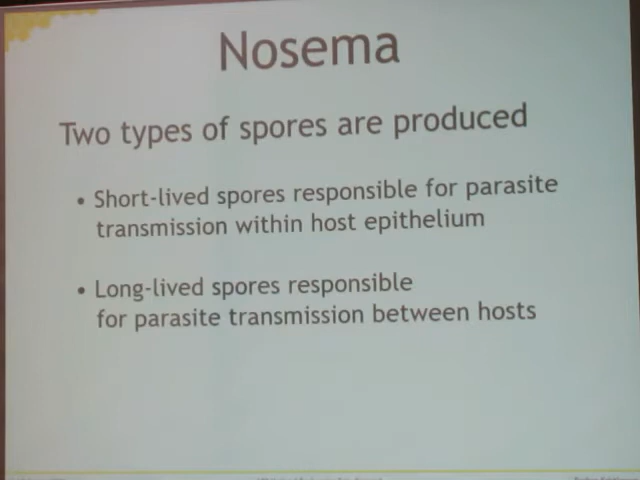 Nosema
Two types of spores are produced
• Short-lived spores responsible for parasite
transmission within host epithelium
• Long-lived spores responsible
for parasite transmission between hosts